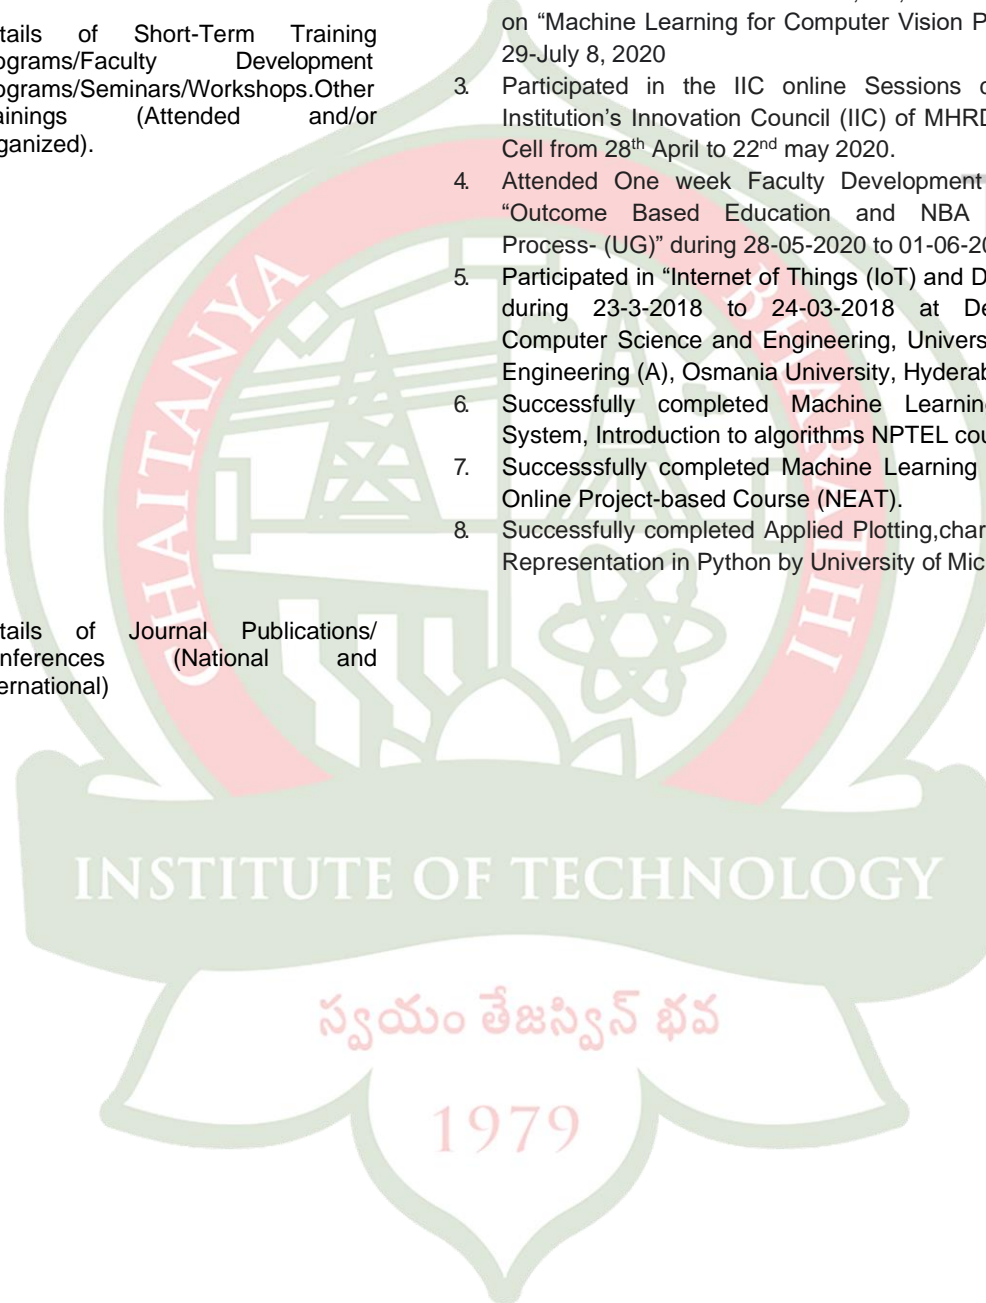 on “Machine Learning for Computer Vision P
29-July 8, 2020
tails of Short-Term Training
ograms/Faculty Development
ograms/Seminars/Workshops.Other
ainings (Attended and/or
ganized).
3. Participated in the IIC online Sessions
Institution’s Innovation Council (IIC) of MHRD
Cell from 28th April to 22nd may 2020.
4. Attended One week Faculty Development
“Outcome Based Education and NBA
Process- (UG)” during 28-05-2020 to 01-06-20
5. Participated in “Internet of Things (IoT) and D
during 23-3-2018 to 24-03-2018 at De
Computer Science and Engineering, Univers
Engineering (A), Osmania University, Hyderab
6. Successfully completed Machine Learnin
System, Introduction to algorithms NPTEL cou
7. Successsfully completed Machine Learning
Online Project-based Course (NEAT).
8. Successfully completed Applied Plotting,char
Representation in Python by University of Mic
tails of Journal Publications/
nferences (National and
ernational)
CHAITANYA BHARATHI
INSTITUTE OF TECHNOLOGY
స్వయం తేజస్విన్ భవ
1979